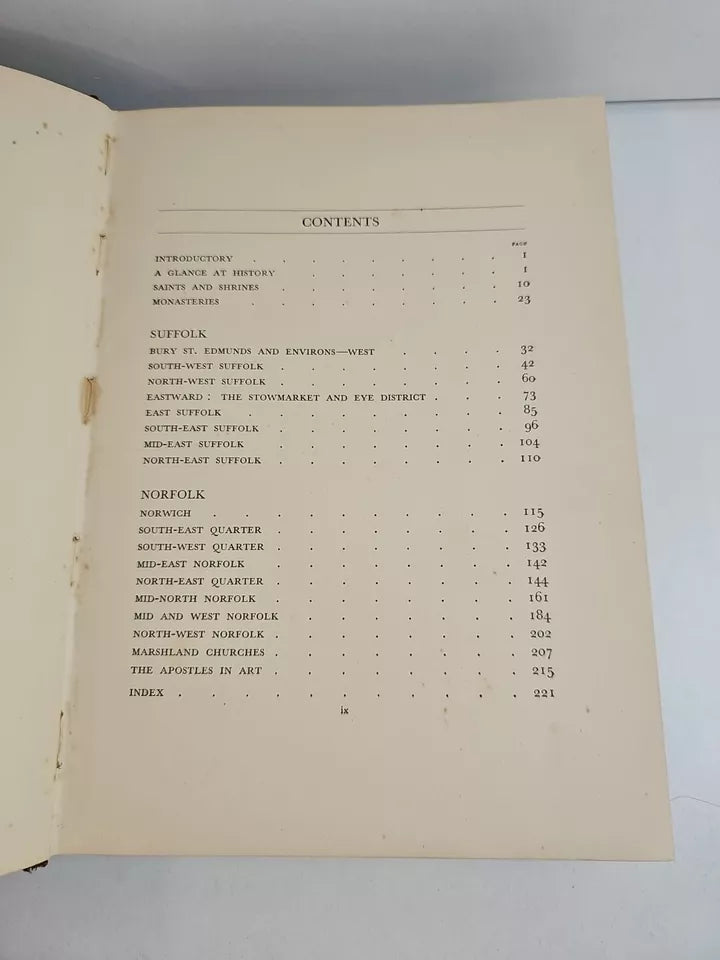 CONTENTS
PAGE
INTRODUCTORY . . . . . . . . 1
A GLANCE AT HISTORY . . . . . . 1
SAINTS AND SHRINES . . . . . . . 10
MONASTERIES . . . . . . . . 23
SUFFOLK
BURY ST. EDMUNDS AND ENVIRONS—WEST . . . . 32
SOUTH-WEST SUFFOLK . . . . . . . 42
NORTH-WEST SUFFOLK . . . . . . . 60
EASTWARD: THE STOWMARKET AND EYE DISTRICT . . . 73
EAST SUFFOLK . . . . . . . . 85
SOUTH-EAST SUFFOLK . . . . . . . 96
MID-EAST SUFFOLK . . . . . . . 104
NORTH-EAST SUFFOLK . . . . . . . 110
NORFOLK
NORWICH . . . . . . . . . 115
SOUTH-EAST QUARTER . . . . . . . 126
SOUTH-WEST QUARTER . . . . . . . 133
MID-EAST NORFOLK . . . . . . . 142
NORTH-EAST QUARTER . . . . . . . 144
MID-NORTH NORFOLK . . . . . . . 161
MID AND WEST NORFOLK . . . . . . . 184
NORTH-WEST NORFOLK . . . . . . . 202
MARSHLAND CHURCHES . . . . . . . 207
THE APOSTLES IN ART . . . . . . . 215
INDEX . . . . . . . . . . 221
ix